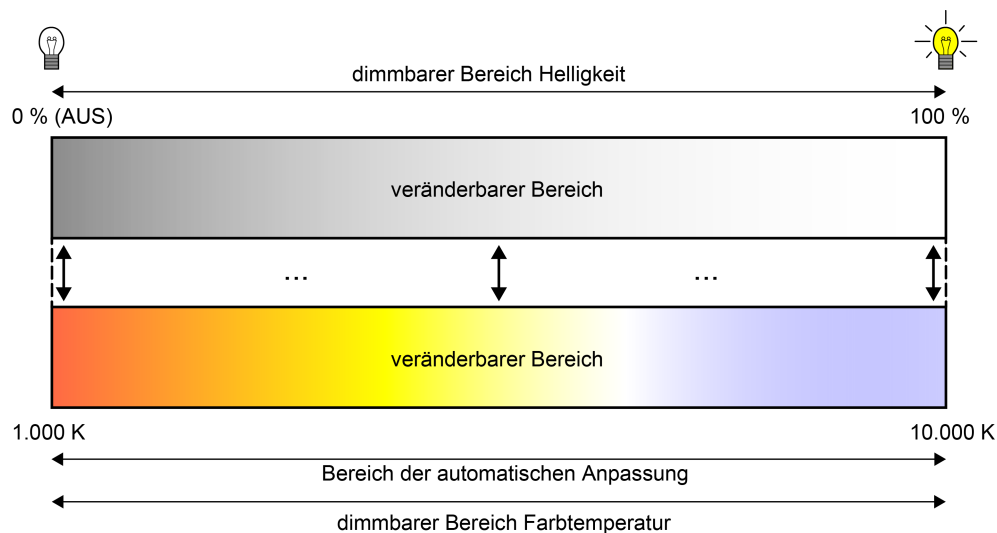 dimmbarer Bereich Helligkeit
0 % (AUS)
100 %
veränderbarer Bereich
... ...
veränderbarer Bereich
1.000 K
10.000 K
Bereich der automatischen Anpassung
dimmbarer Bereich Farbtemperatur